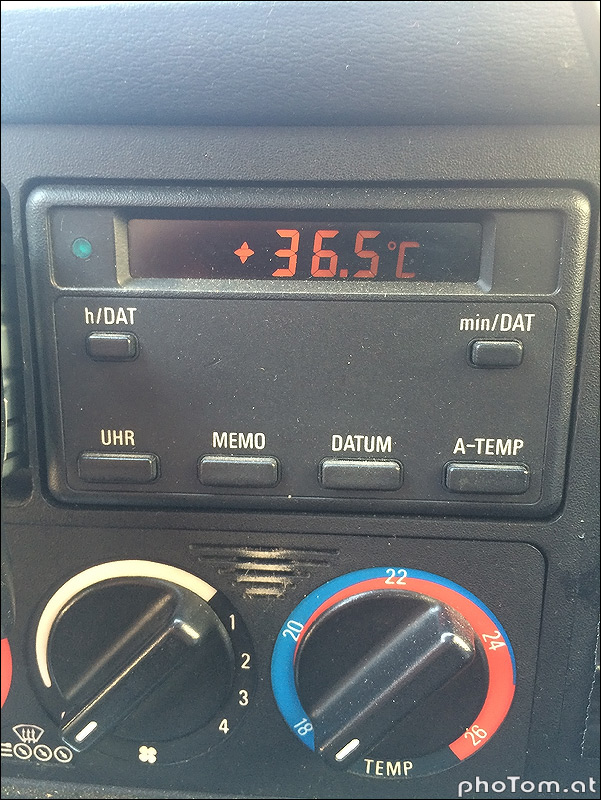 +36.5°C
h/DAT
min/DAT
UHR
MEMO
DATUM
A-TEMP
1
2
3
4
18
20
22
24
26
TEMP
phoTom.at